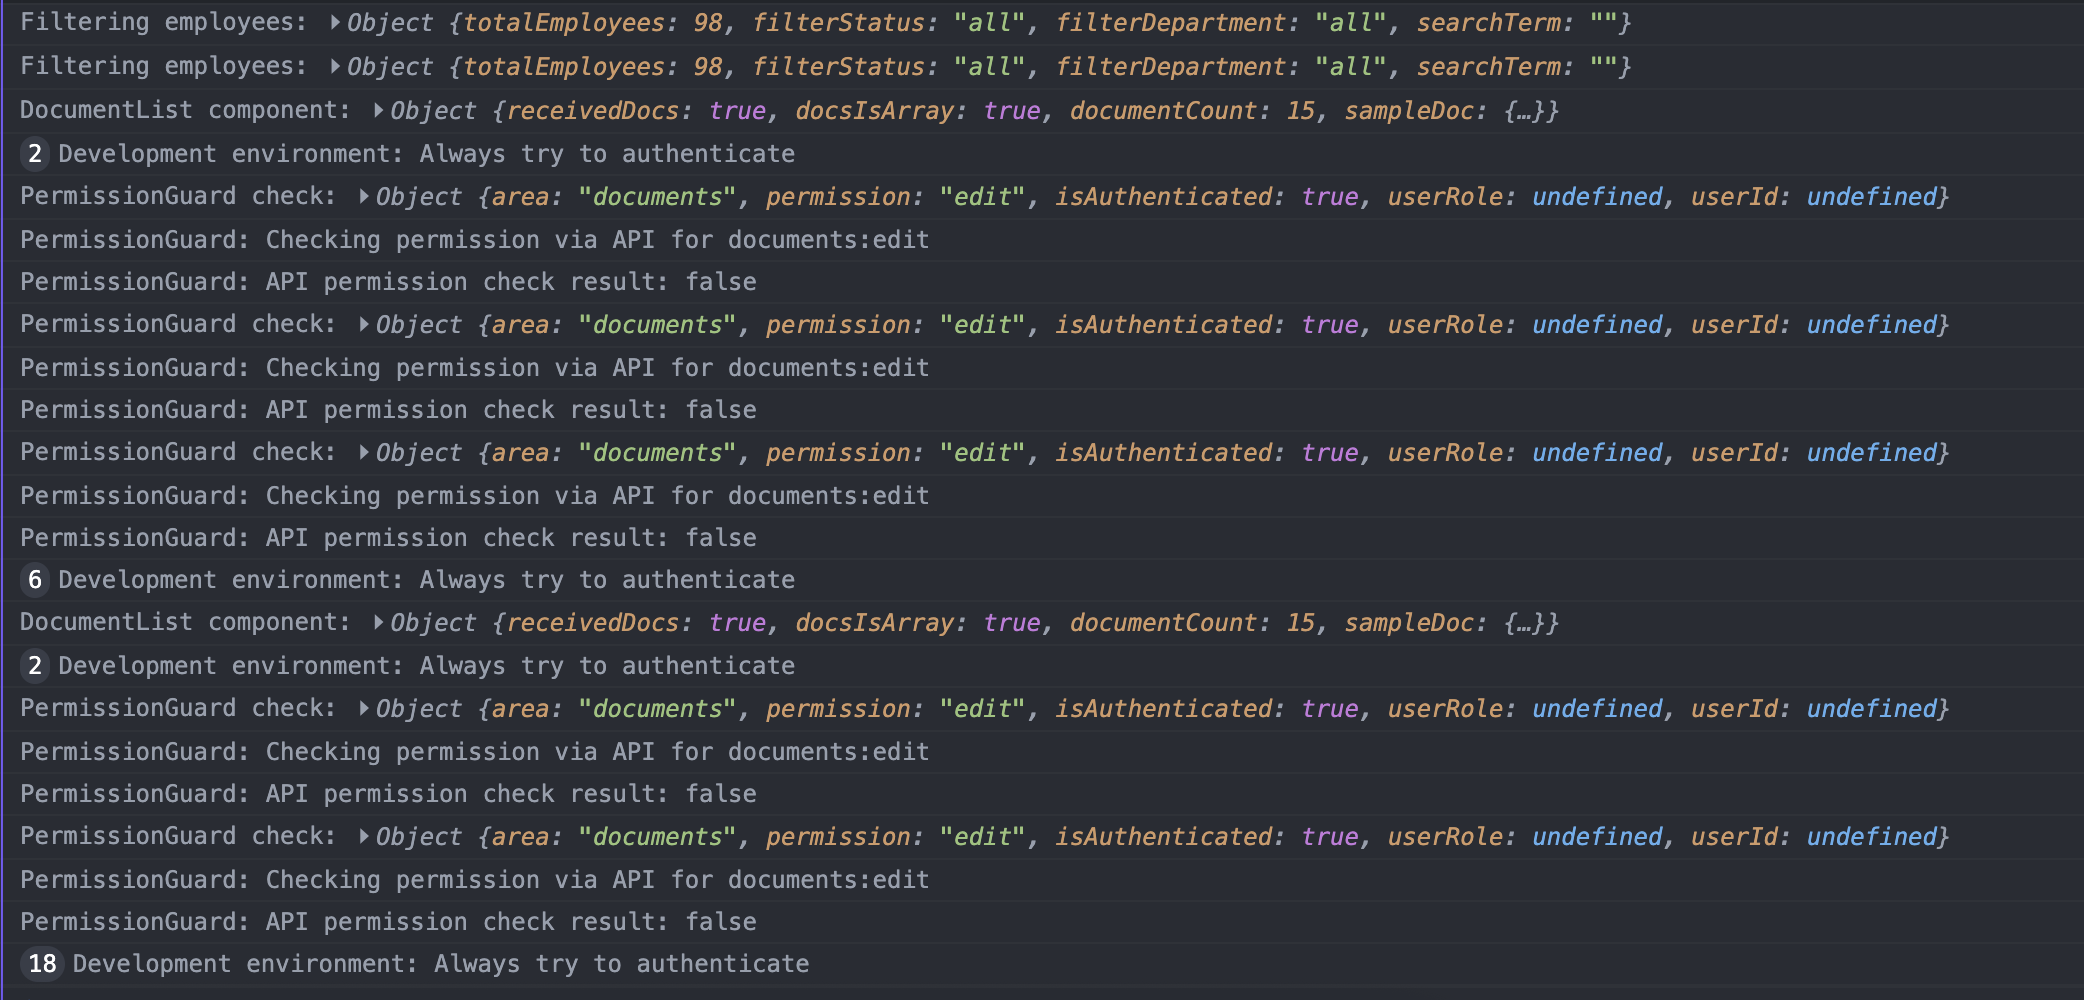 Filtering employees: ▶Object {totalEmployees: 98, filterStatus: "all", filterDepartment: "all", searchTerm: ""}
Filtering employees: ▶Object {totalEmployees: 98, filterStatus: "all", filterDepartment: "all", searchTerm: ""}
DocumentList component: ▶Object {receivedDocs: true, docsIsArray: true, documentCount: 15, sampleDoc: {…}}
2 Development environment: Always try to authenticate
PermissionGuard check: ▶Object {area: "documents", permission: "edit", isAuthenticated: true, userRole: undefined, userId: undefined}
PermissionGuard: Checking permission via API for documents:edit
PermissionGuard: API permission check result: false
PermissionGuard check: ▶Object {area: "documents", permission: "edit", isAuthenticated: true, userRole: undefined, userId: undefined}
PermissionGuard: Checking permission via API for documents:edit
PermissionGuard: API permission check result: false
PermissionGuard check: ▶Object {area: "documents", permission: "edit", isAuthenticated: true, userRole: undefined, userId: undefined}
PermissionGuard: Checking permission via API for documents:edit
PermissionGuard: API permission check result: false
6 Development environment: Always try to authenticate
DocumentList component: ▶Object {receivedDocs: true, docsIsArray: true, documentCount: 15, sampleDoc: {…}}
2 Development environment: Always try to authenticate
PermissionGuard check: ▶Object {area: "documents", permission: "edit", isAuthenticated: true, userRole: undefined, userId: undefined}
PermissionGuard: Checking permission via API for documents:edit
PermissionGuard: API permission check result: false
PermissionGuard check: ▶Object {area: "documents", permission: "edit", isAuthenticated: true, userRole: undefined, userId: undefined}
PermissionGuard: Checking permission via API for documents:edit
PermissionGuard: API permission check result: false
18 Development environment: Always try to authenticate